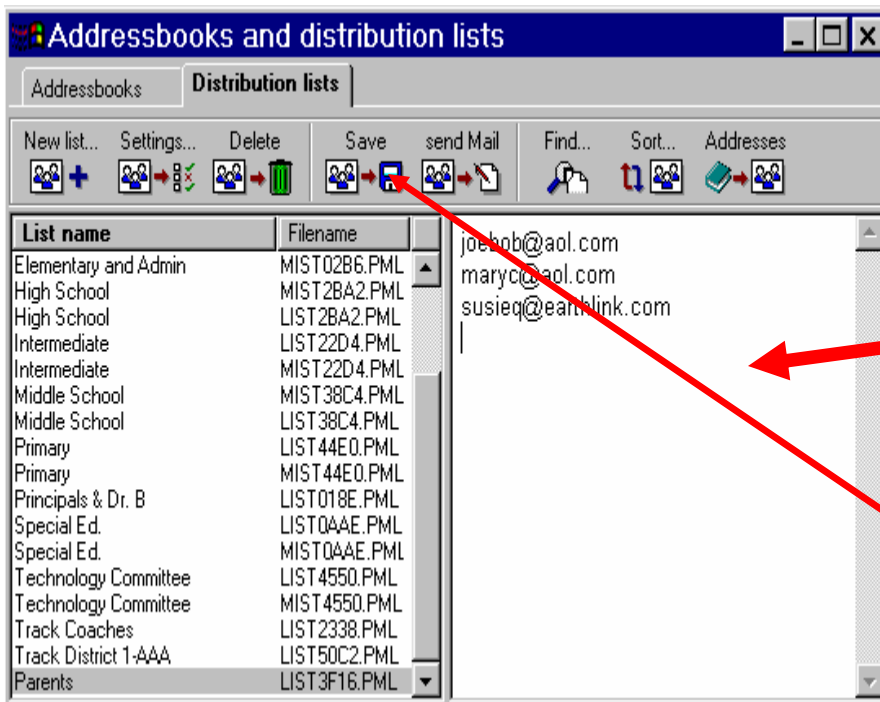 Addressbooks and distribution lists
Addressbooks Distribution lists
New list... Settings... Delete Save send Mail Find... Sort... Addresses
List name Filename
Elementary and Admin MIST02B6.PML
High School MIST2BA2.PML
High School LIST2BA2.PML
Intermediate LIST22D4.PML
Intermediate MIST22D4.PML
Middle School MIST38C4.PML
Middle School LIST38C4.PML
Primary LIST44E0.PML
Primary MIST44E0.PML
Principals & Dr. B LIST018E.PML
Special Ed. LIST0AAE.PML
Special Ed. MIST0AAE.PML
Technology Committee LIST4550.PML
Technology Committee MIST4550.PML
Track Coaches LIST2338.PML
Track District 1-AAA LIST50C2.PML
Parents LIST3F16.PML
joebob@aol.com
maryc@aol.com
susieq@earthlink.com